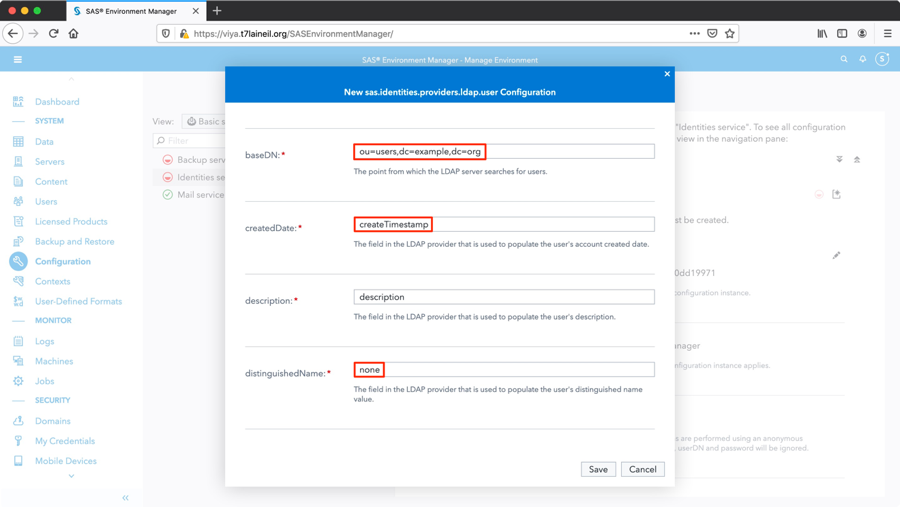 SAS® Environment Manager
https://viya.t7laineil.org/SASEnvironmentManager/
SAS® Environment Manager - Manage Environment
New sas.identities.providers.ldap.user Configuration
Dashboard
SYSTEM
Data
Servers
Content
Users
Licensed Products
Backup and Restore
Configuration
Contexts
User-Defined Formats
MONITOR
Logs
Machines
Jobs
SECURITY
Domains
My Credentials
Mobile Devices
View:
Basic s
Filter
Backup serv
Identities se
Mail service
baseDN:*
ou=users,dc=example,dc=org
The point from which the LDAP server searches for users.
createdDate:*
createTimestamp
The field in the LDAP provider that is used to populate the user's account created date.
description:*
description
The field in the LDAP provider that is used to populate the user's description.
distinguishedName:*
none
The field in the LDAP provider that is used to populate the user's distinguished name
value.
Save
Cancel
"Identities service". To see all configuration
view in the navigation pane:
st be created.
0dd19971
configuration instance.
anager
nfiguration instance applies.
s are performed using an anonymous
, userDN and password will be ignored.